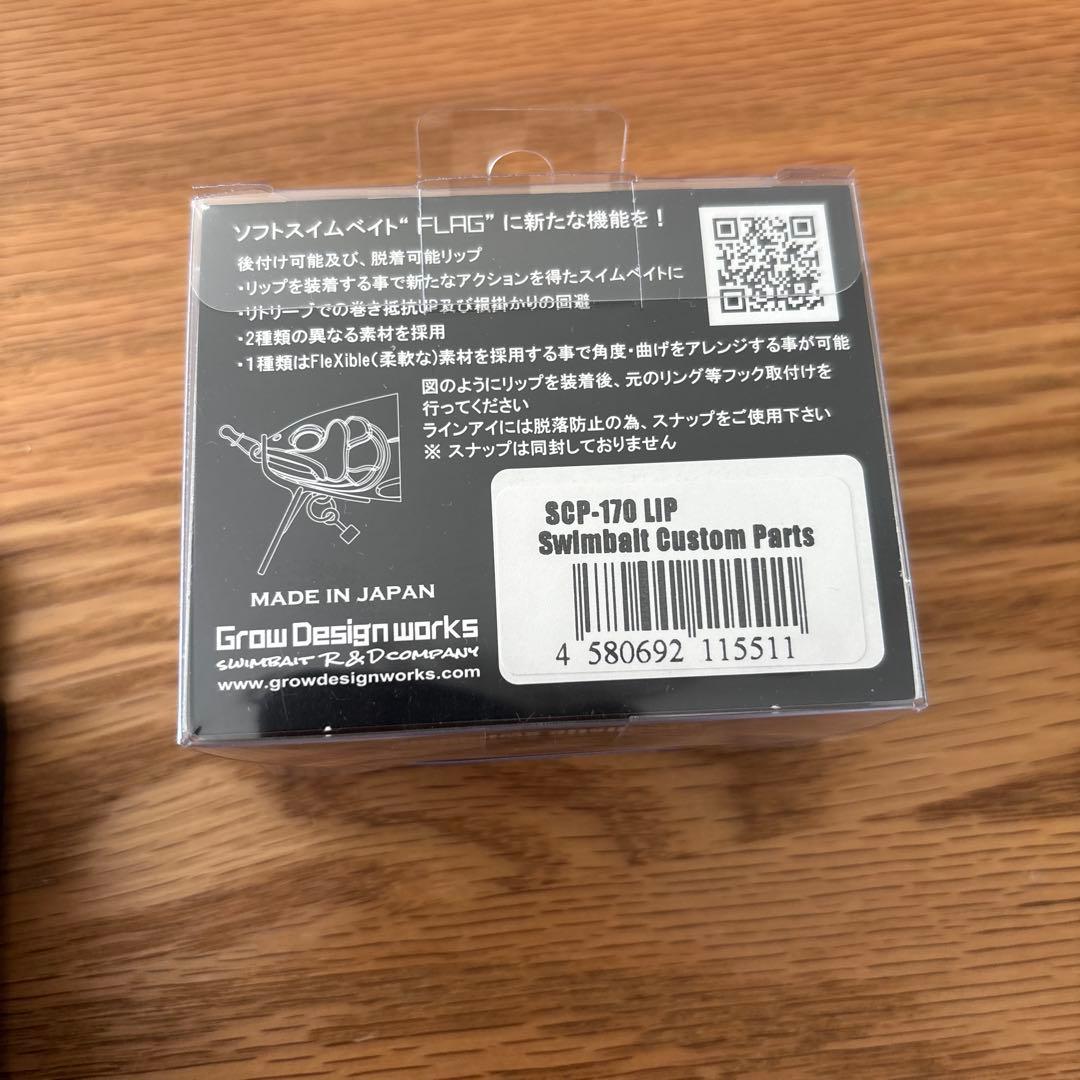 ソフトスイムベイト“ FLAG” に新たな機能を！
後付け可能及び、脱着可能リップ
・リップを装着する事で新たなアクションを得たスイムベイトに
・リトリーブでの巻き抵抗UP及び根掛かりの回避
・2種類の異なる素材を採用
・1種類はFleXible(柔軟な)素材を採用する事で角度・曲げをアレンジする事が可能
図のようにリップを装着後、元のリング等フック取付けを
行ってください
ラインアイには脱落防止の為、スナップをご使用下さい
※ スナップは同封しておりません
SCP-170 LIP
Swimbait Custom Parts
4 580692 115511
MADE IN JAPAN
Grow Design works
SWIMBAIT R & D COMPANY
www.growdesignworks.com